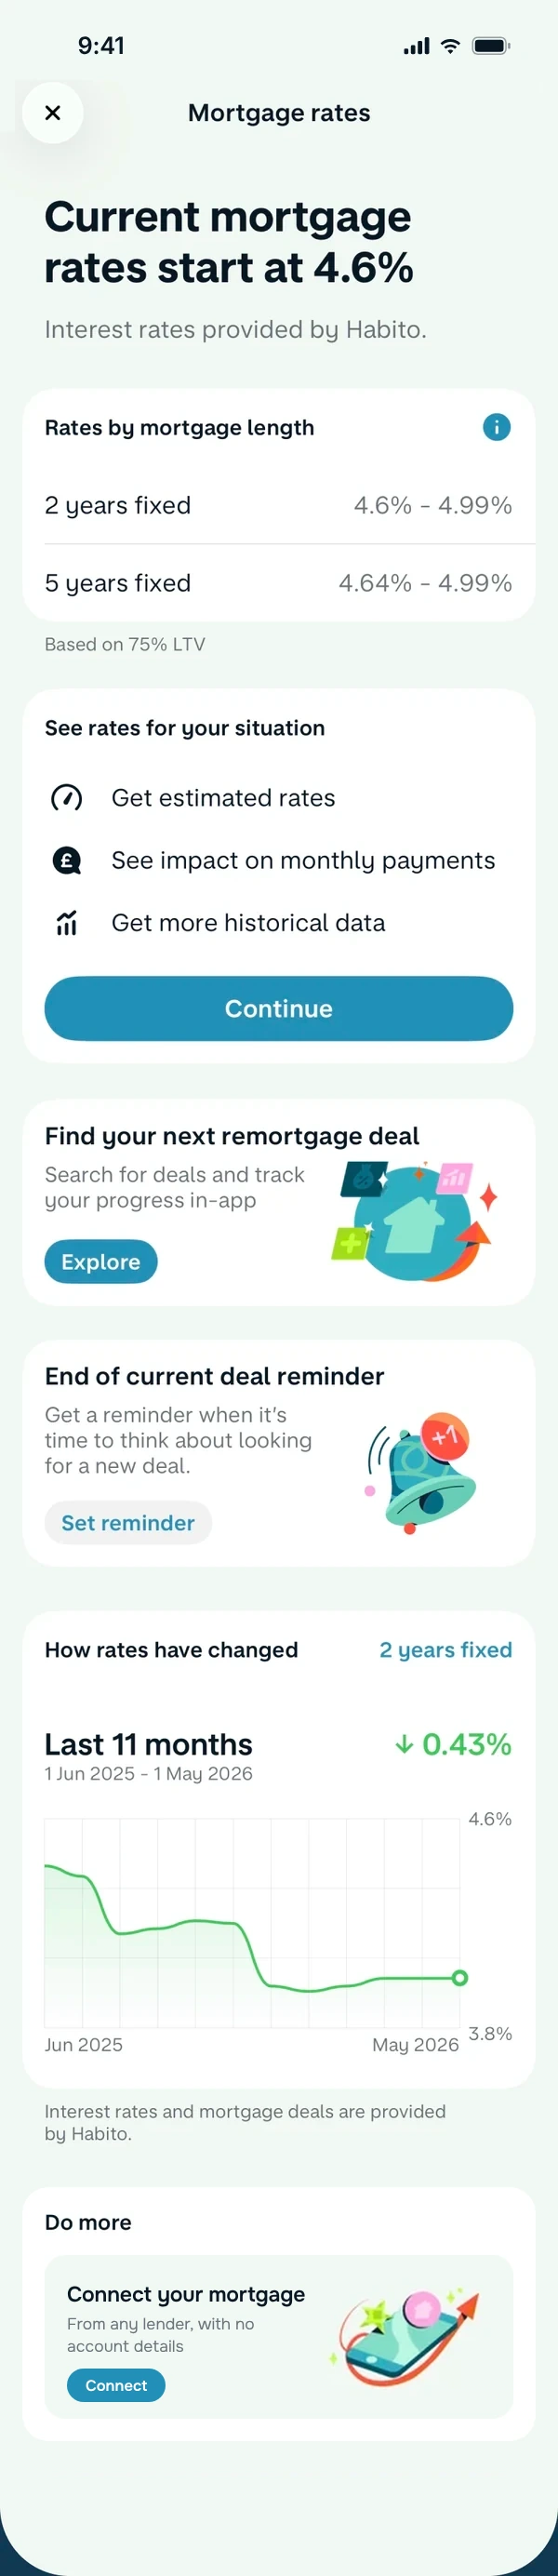 9:41
Mortgage rates
Current mortgage
rates start at 4.6%
Interest rates provided by Habito.
Rates by mortgage length
2 years fixed 4.6% - 4.99%
5 years fixed 4.64% - 4.99%
Based on 75% LTV
See rates for your situation
Get estimated rates
£ See impact on monthly payments
Get more historical data
Continue
Find your next remortgage deal
Search for deals and track
your progress in-app
Explore
End of current deal reminder
Get a reminder when it's
time to think about looking
for a new deal.
+1
Set reminder
How rates have changed 2 years fixed
Last 11 months ↓ 0.43%
1 Jun 2025 - 1 May 2026
4.6%
3.8%
Jun 2025 May 2026
Interest rates and mortgage deals are provided
by Habito.
Do more
Connect your mortgage
From any lender, with no
account details
Connect